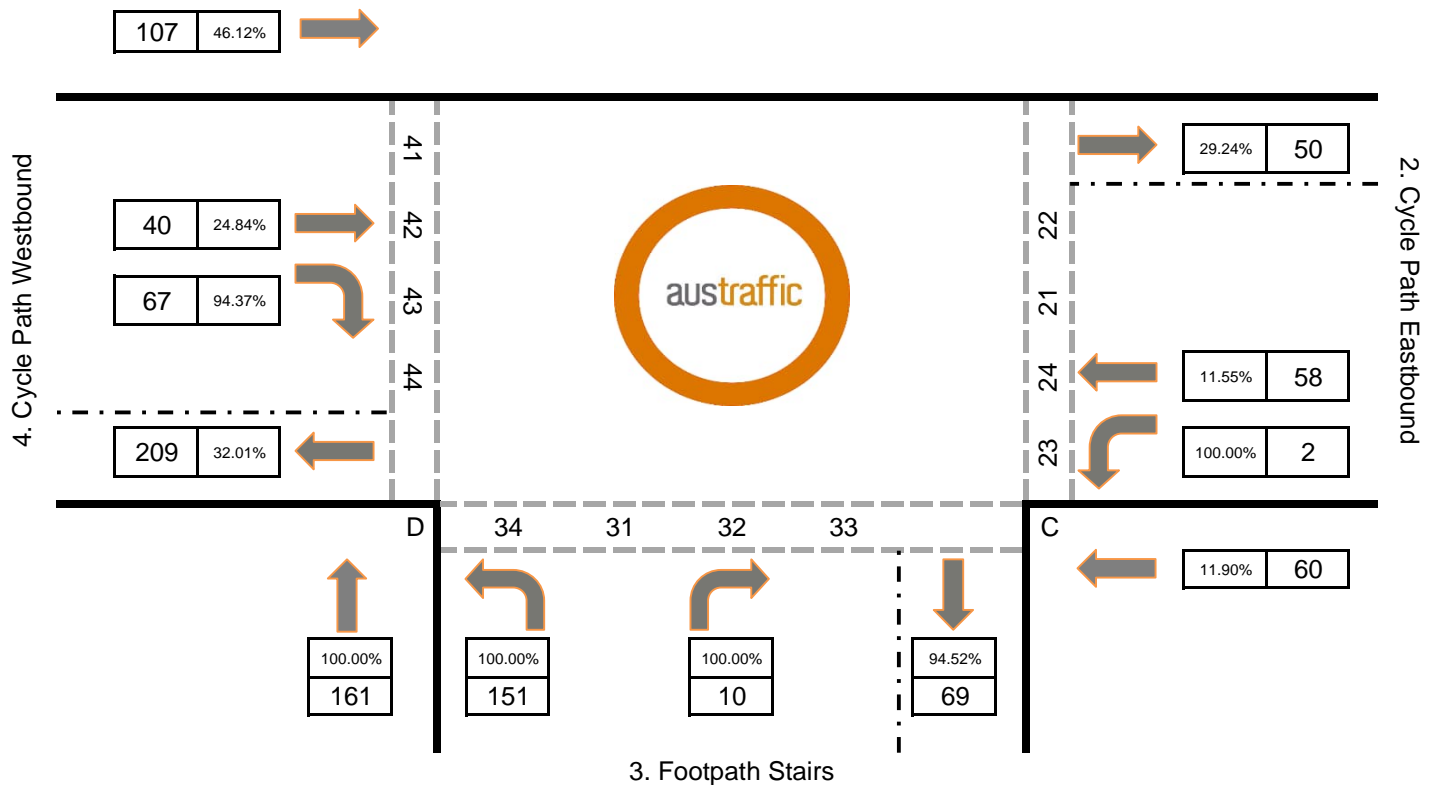 107 46.12%
29.24% 50
41
40 24.84%
42
22
67 94.37%
43
austraffic
21
44
24
11.55% 58
209 32.01%
23
100.00% 2
4. Cycle Path Westbound
2. Cycle Path Eastbound
D 34 31 32 33 C
11.90% 60
100.00% 100.00% 100.00% 94.52%
161 151 10 69
3. Footpath Stairs